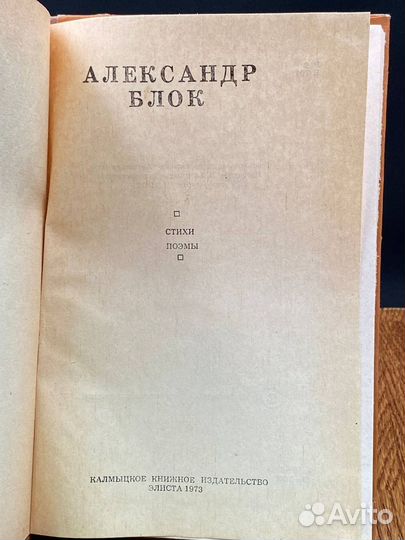 АЛЕКСАНДР
БЛОК
СТИХИ
ПОЭМЫ
КАЛМЫЦКОЕ КНИЖНОЕ ИЗДАТЕЛЬСТВО
ЭЛИСТА 1973
Avito